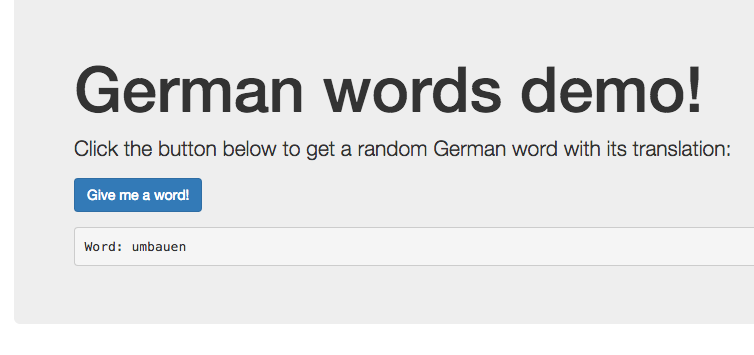 German words demo!
Click the button below to get a random German word with its translation:
Give me a word!
Word: umbauen